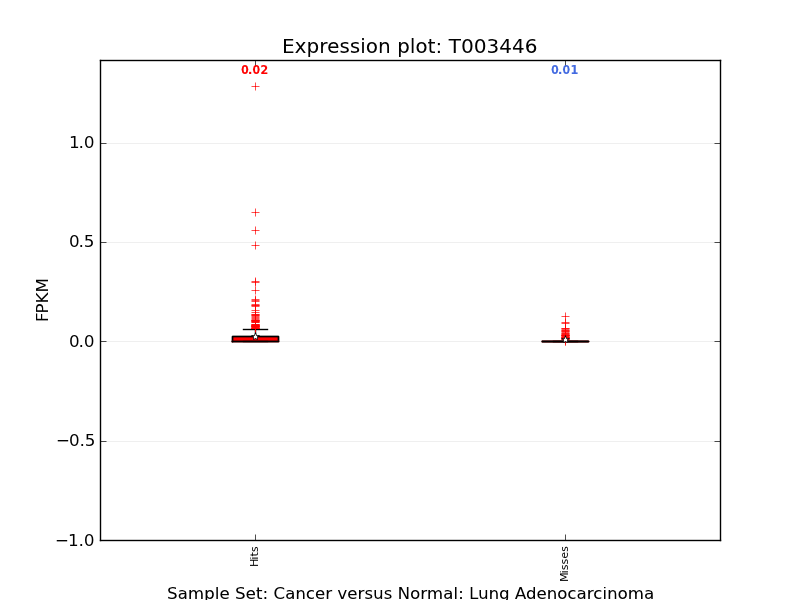 Expression plot: T003446
0.02
0.01
1.0
0.5
0.0
−0.5
−1.0
FPKM
Hits
Misses
Sample Set: Cancer versus Normal: Lung Adenocarcinoma